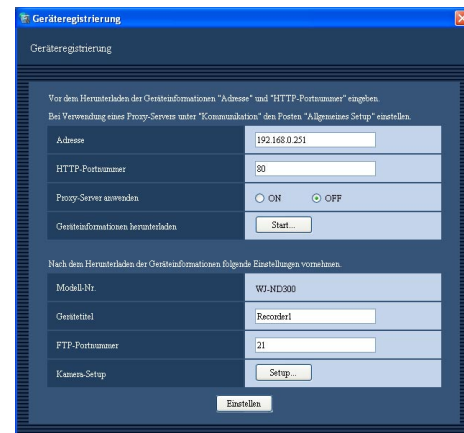 Geräteregistrierung
Geräteregistrierung
Vor dem Herunterladen der Geräteinformationen "Adresse" und "HTTP-Portnummer" eingeben.
Bei Verwendung eines Proxy-Servers unter "Kommunikation" den Posten "Allgemeines Setup" einstellen.
Adresse 192.168.0.251
HTTP-Portnummer 80
Proxy-Server anwenden ON OFF
Geräteinformationen herunterladen Start...
Nach dem Herunterladen der Geräteinformationen folgende Einstellungen vornehmen.
Modell-Nr. WJ-ND300
Gerätetitel Recorder1
FTP-Portnummer 21
Kamera-Setup Setup...
Einstellen